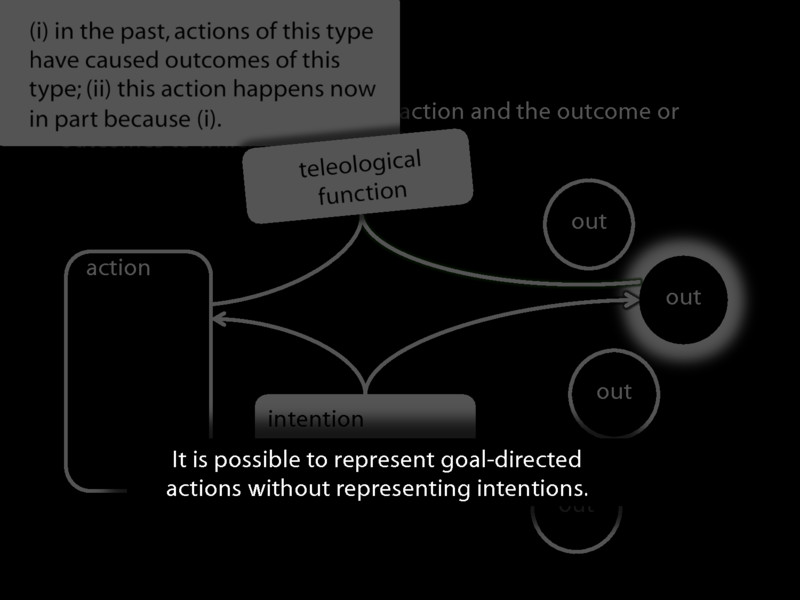 (i) in the past, actions of this type
have caused outcomes of this
type; (ii) this action happens now
in part because (i).
action and the outcome or
teleological
function
out
action
out
out
intention
It is possible to represent goal-directed
actions without representing intentions.
out